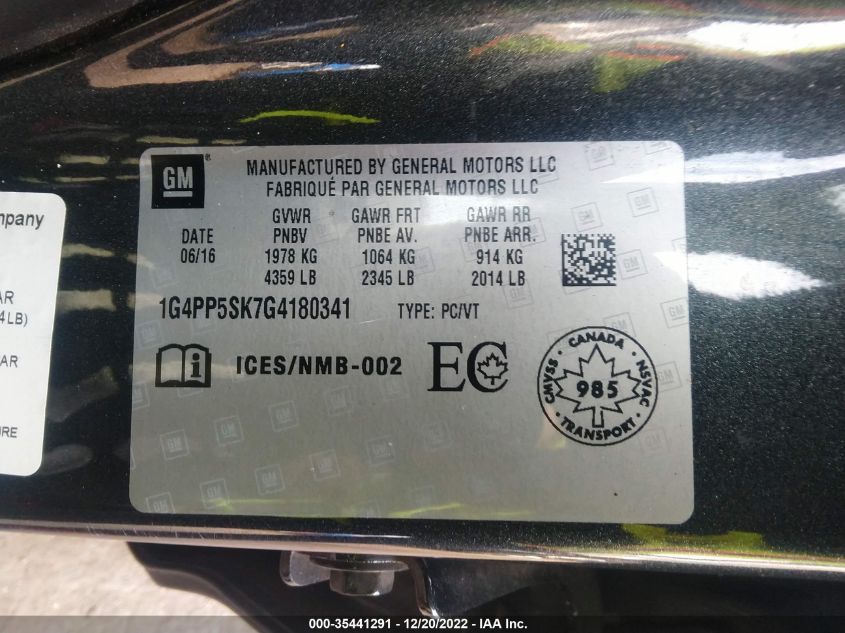 GM
MANUFACTURED BY GENERAL MOTORS LLC
FABRIQUÉ PAR GENERAL MOTORS LLC
GVWR GAWR FRT GAWR RR
DATE PNBV PNBE AV. PNBE ARR.
06/16 1978 KG 1064 KG 914 KG
4359 LB 2345 LB 2014 LB
1G4PP5SK7G4180341 TYPE: PC/VT
i ICES/NMB-002 EC
CANADA
CMVSS · NSVAC
985
TRANSPORT
mpany
AR
4LB)
AR
URE
000-35441291 - 12/20/2022 - IAA Inc.